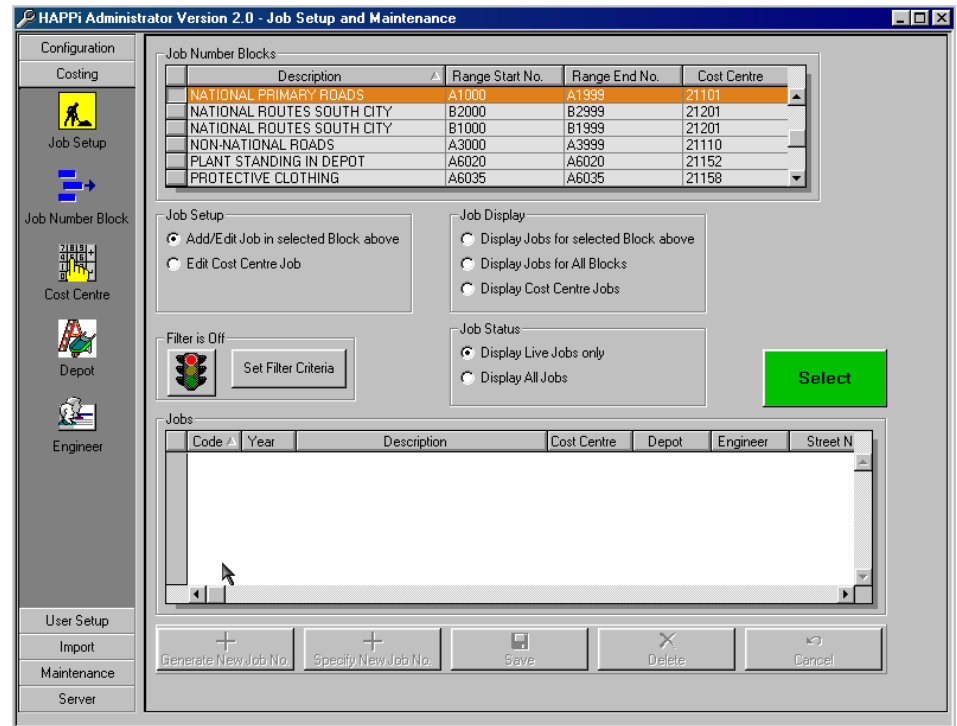 HAPPi Administrator Version 2.0 - Job Setup and Maintenance
Configuration
Costing
Job Setup
Job Number Block
Cost Centre
Depot
Engineer
User Setup
Import
Maintenance
Server
Job Number Blocks
Description Range Start No. Range End No. Cost Centre
NATIONAL PRIMARY ROADS A1000 A1999 21101
NATIONAL ROUTES SOUTH CITY B2000 B2999 21201
NATIONAL ROUTES SOUTH CITY B1000 B1999 21201
NON-NATIONAL ROADS A3000 A3999 21110
PLANT STANDING IN DEPOT A6020 A6020 21152
PROTECTIVE CLOTHING A6035 A6035 21158
Job Setup
Add/Edit Job in selected Block above
Edit Cost Centre Job
Job Display
Display Jobs for selected Block above
Display Jobs for All Blocks
Display Cost Centre Jobs
Filter is Off
Set Filter Criteria
Job Status
Display Live Jobs only
Display All Jobs
Select
Jobs
Code Year Description Cost Centre Depot Engineer Street N
Generate New Job No. Specify New Job No. Save Delete Cancel